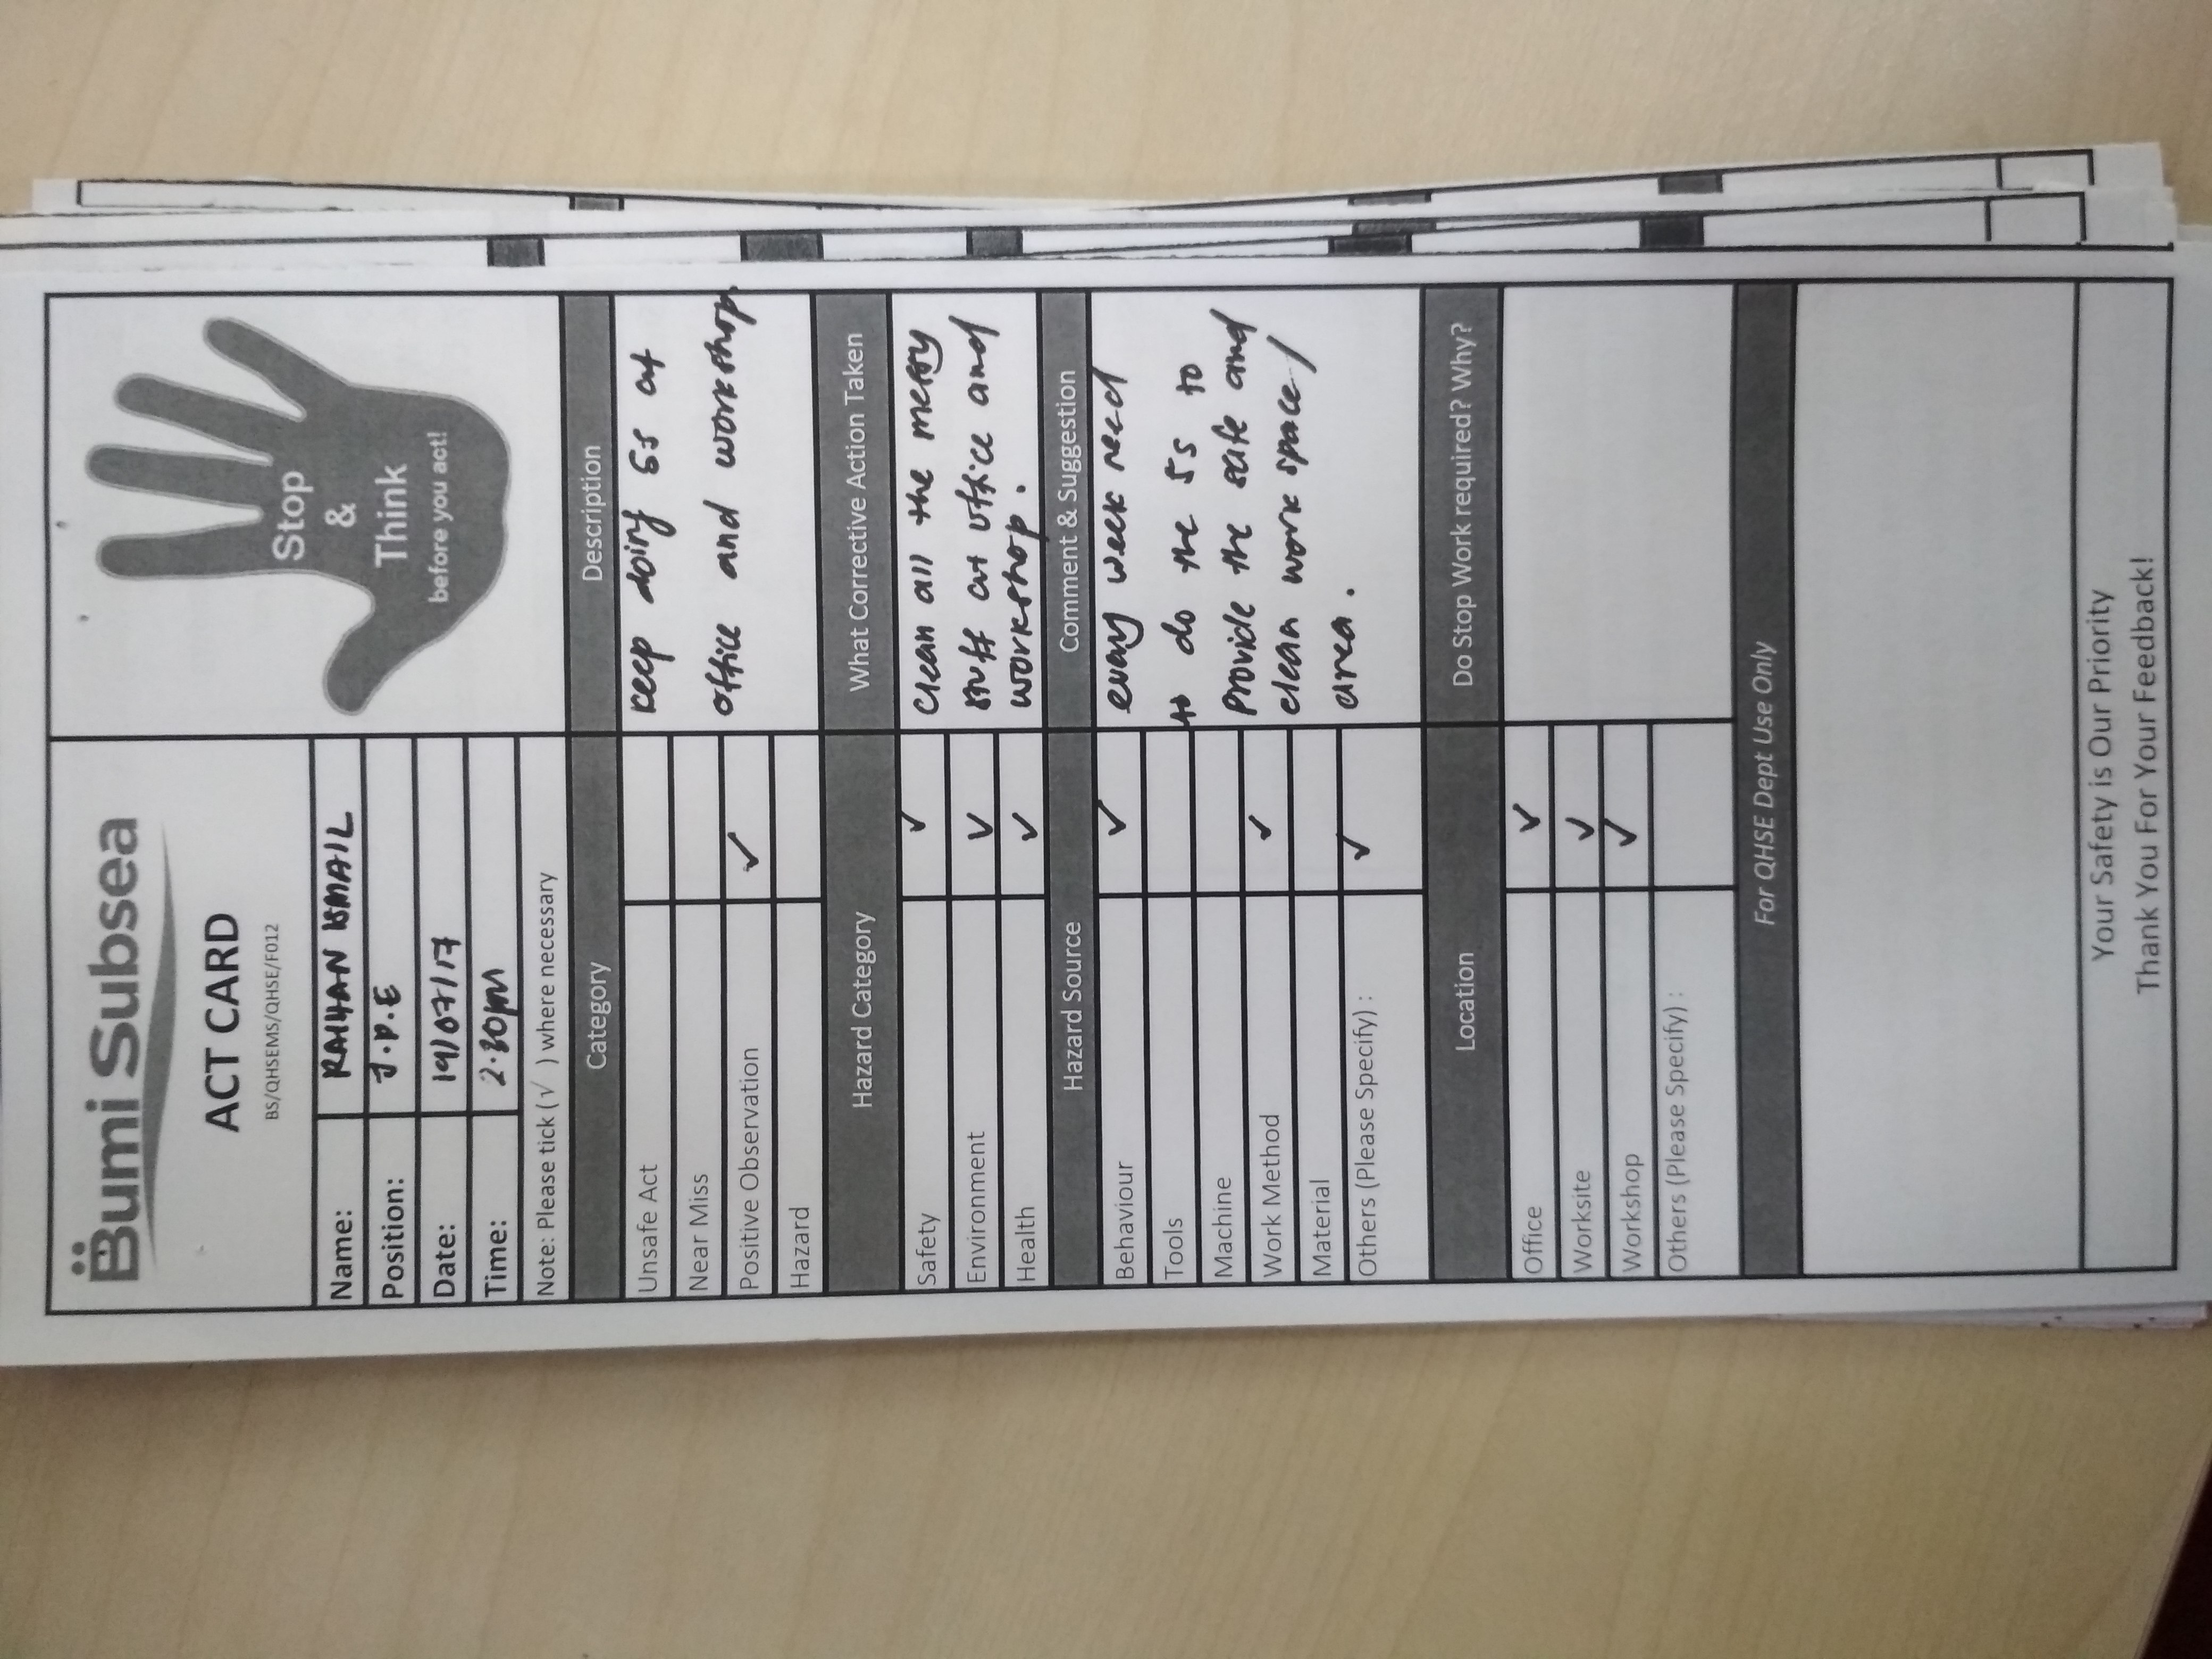 Bumi Subsea
ACT CARD
BS/QHSEMS/QHSE/F012
Stop
&
Think
before you act!
Name: RAHHAN ISMAIL
Position: J.P.E
Date: 19/07/17
Time: 2.30pm
Note: Please tick (√ ) where necessary
Category
Description
Unsafe Act
Near Miss
Positive Observation ✓
Hazard
keep doing 5s at
office and workshop
Hazard Category
What Corrective Action Taken
Safety ✓
Environment ✓
Health ✓
clean all the messy
stuff at office and
workshop.
Hazard Source
Comment & Suggestion
Behaviour ✓
Tools
Machine
Work Method ✓
Material
Others (Please Specify) : ✓
every week need
to do the 5s to
provide the safe and
clean work space/
area.
Location
Do Stop Work required? Why?
Office ✓
Worksite ✓
Workshop ✓
Others (Please Specify) :
For QHSE Dept Use Only
Your Safety is Our Priority
Thank You For Your Feedback!